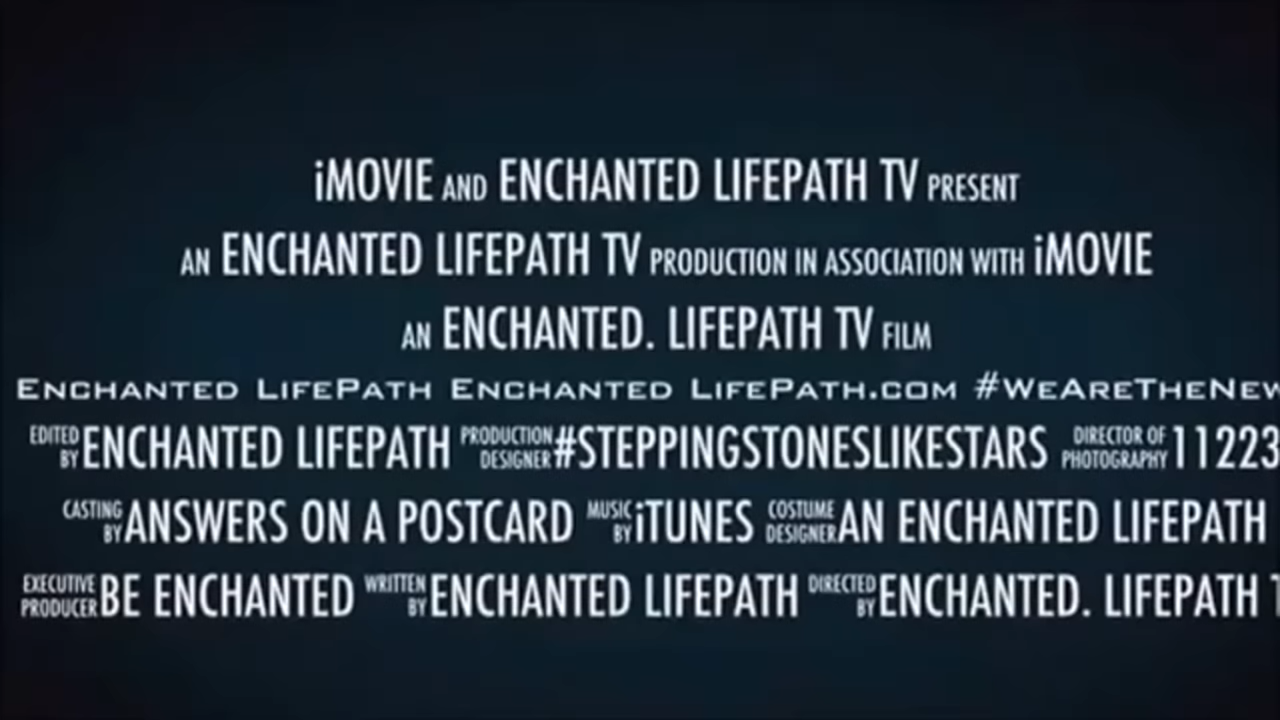 iMOVIE AND ENCHANTED LIFEPATH TV PRESENT
AN ENCHANTED LIFEPATH TV PRODUCTION IN ASSOCIATION WITH iMOVIE
AN ENCHANTED. LIFEPATH TV FILM
ENCHANTED LIFEPATH ENCHANTED LIFEPATH.COM #WEARETHENEW
EDITED BY ENCHANTED LIFEPATH PRODUCTION DESIGNER #STEPPINGSTONESLIKESTARS DIRECTOR OF PHOTOGRAPHY 11223
CASTING BY ANSWERS ON A POSTCARD MUSIC BY iTUNES COSTUME DESIGNER AN ENCHANTED LIFEPATH
EXECUTIVE PRODUCER BE ENCHANTED WRITTEN BY ENCHANTED LIFEPATH DIRECTED BY ENCHANTED. LIFEPATH